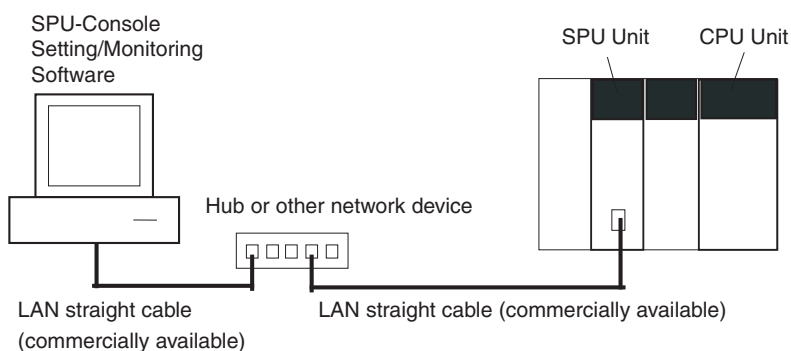 SPU-Console
Setting/Monitoring
Software
SPU Unit
CPU Unit
Hub or other network device
LAN straight cable
(commercially available)
LAN straight cable (commercially available)